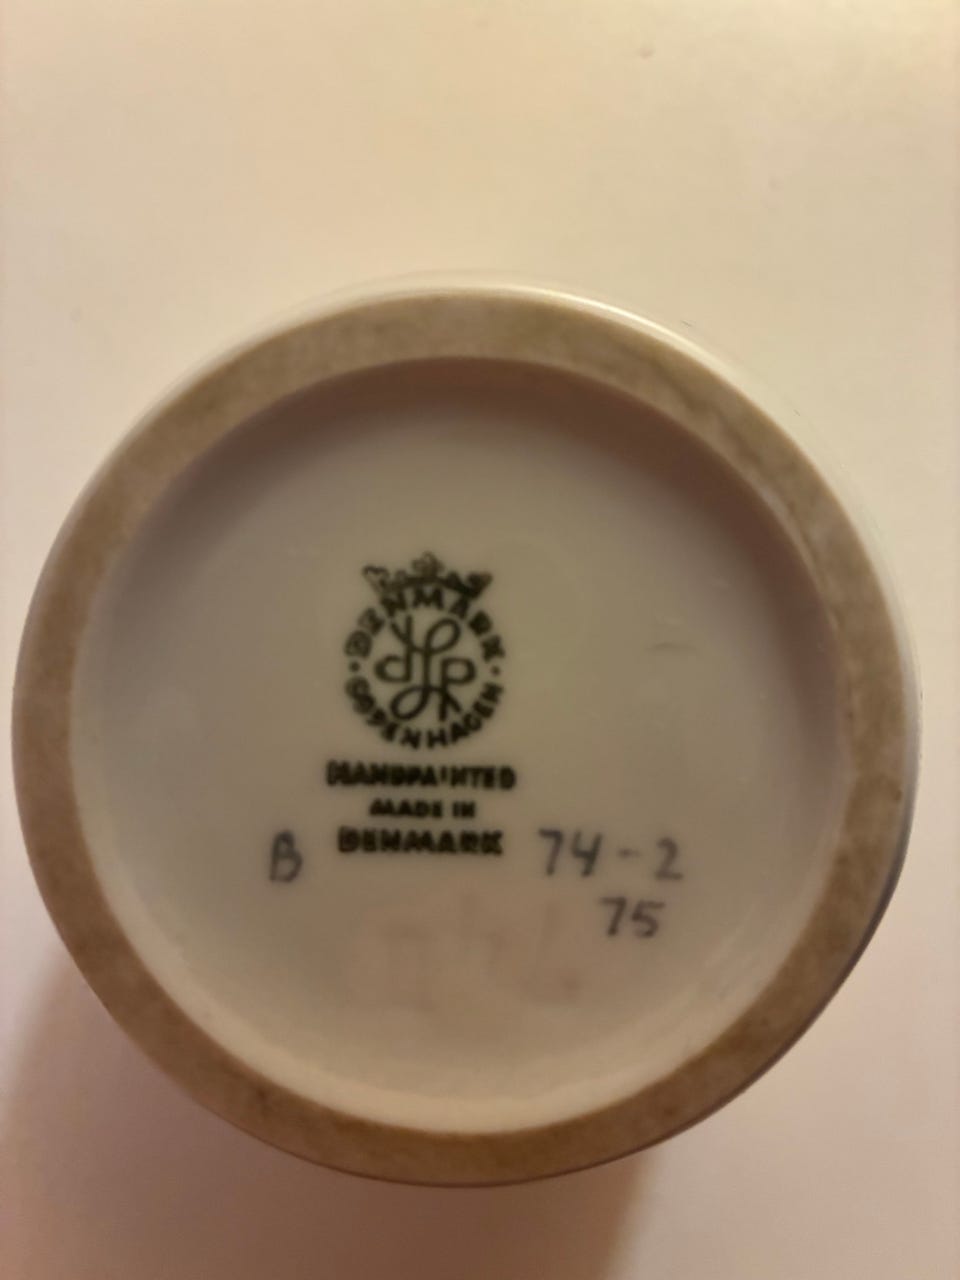 DENMARK
COPENHAGEN
HANDPAINTED
MADE IN
B DENMARK 74-2
75